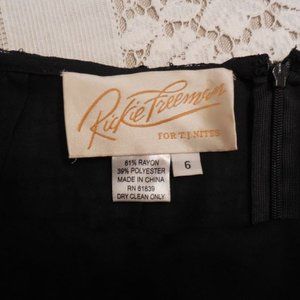 Rickie Freeman
FOR T.J. NITES
61% RAYON
39% POLYESTER
MADE IN CHINA
RN 61839
DRY CLEAN ONLY
6